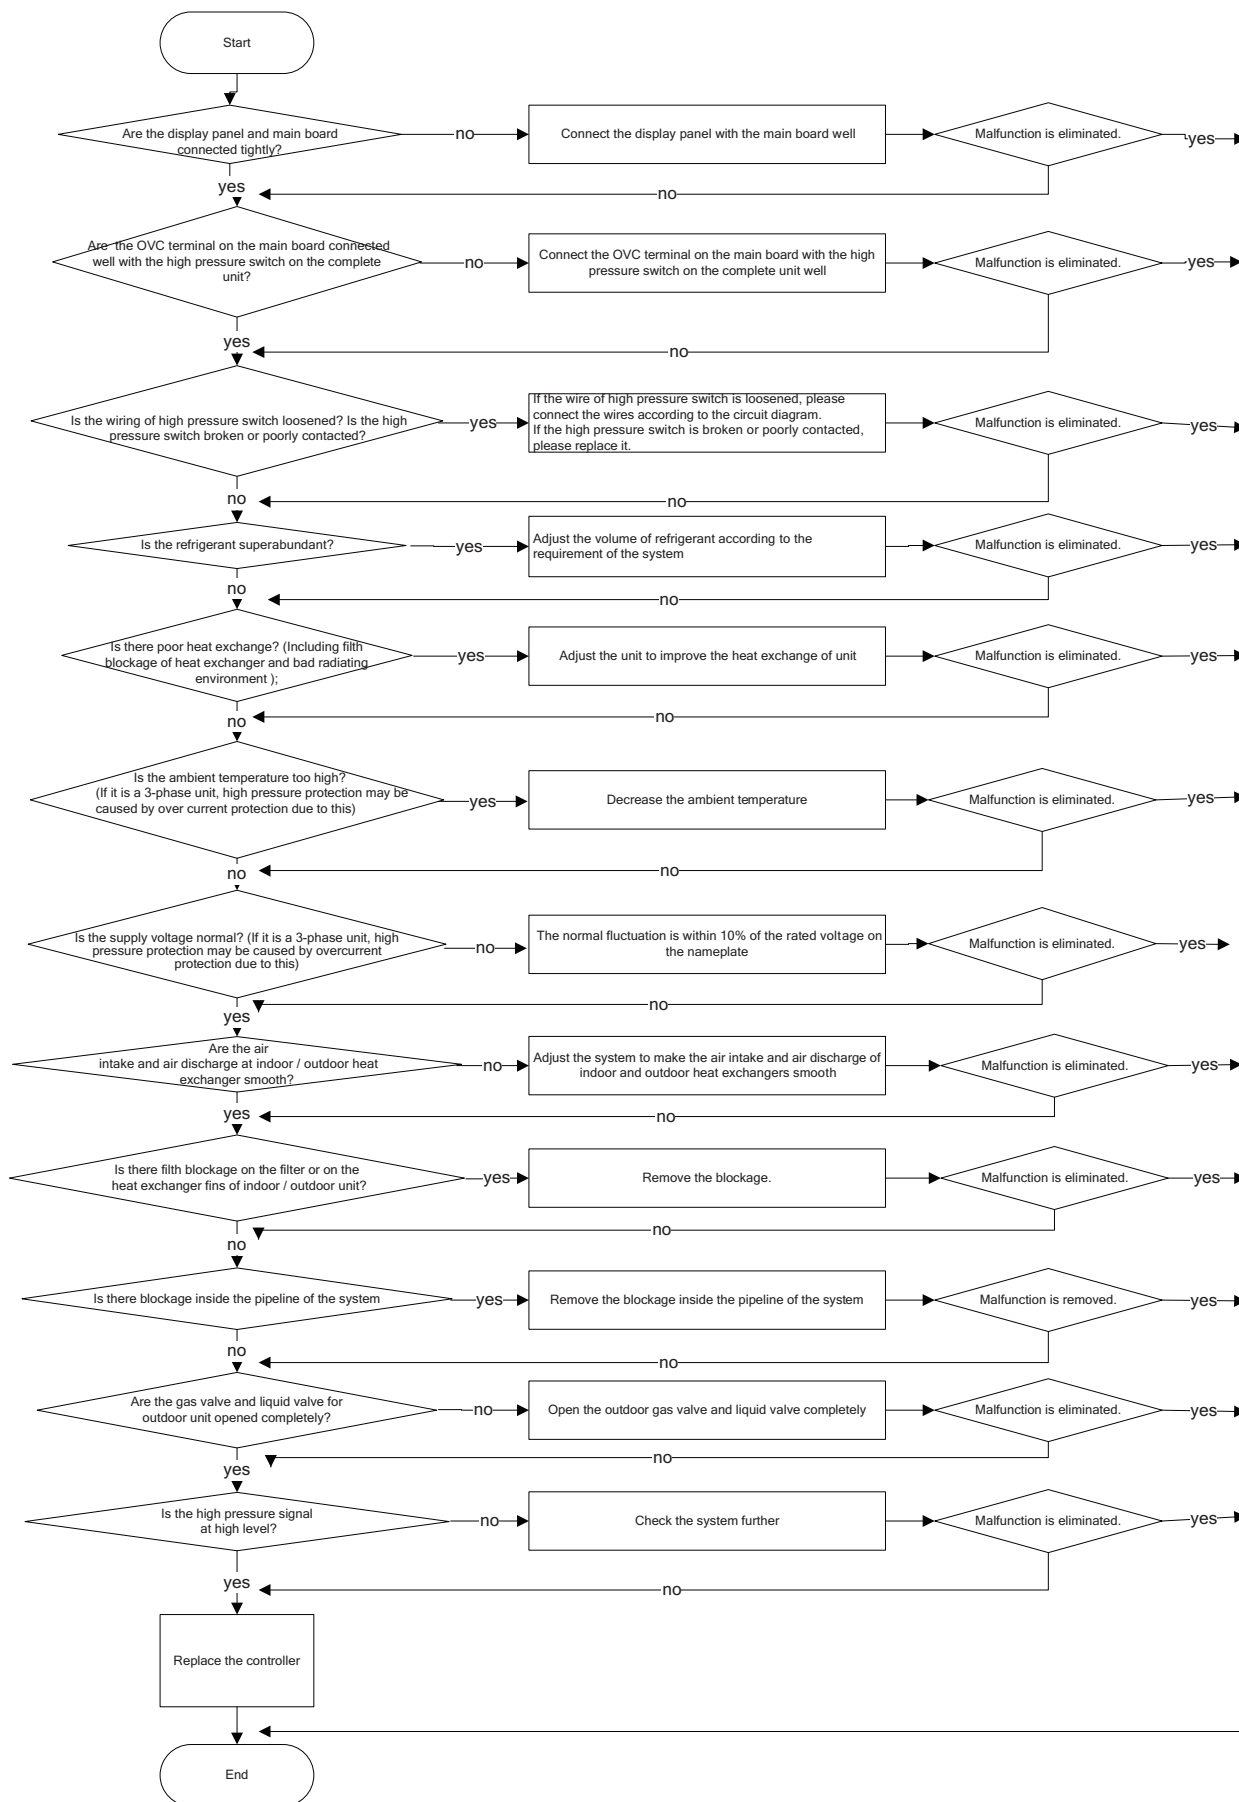 Start
Are the display panel and main board
connected tightly?
no
Connect the display panel with the main board well
Malfunction is eliminated.
yes
yes
no
Are the OVC terminal on the main board connected
well with the high pressure switch on the complete
unit?
no
Connect the OVC terminal on the main board with the high
pressure switch on the complete unit well
Malfunction is eliminated.
yes
yes
no
Is the wiring of high pressure switch loosened? Is the high
pressure switch broken or poorly contacted?
yes
If the wire of high pressure switch is loosened, please
connect the wires according to the circuit diagram.
If the high pressure switch is broken or poorly contacted,
please replace it.
Malfunction is eliminated.
yes
no
no
Is the refrigerant superabundant?
yes
Adjust the volume of refrigerant according to the
requirement of the system
Malfunction is eliminated.
yes
no
no
Is there poor heat exchange? (Including filth
blockage of heat exchanger and bad radiating
environment );
yes
Adjust the unit to improve the heat exchange of unit
Malfunction is eliminated.
yes
no
no
Is the ambient temperature too high?
(If it is a 3-phase unit, high pressure protection may be
caused by over current protection due to this)
yes
Decrease the ambient temperature
Malfunction is eliminated.
yes
no
no
Is the supply voltage normal? (If it is a 3-phase unit, high
pressure protection may be caused by overcurrent
protection due to this)
no
The normal fluctuation is within 10% of the rated voltage on
the nameplate
Malfunction is eliminated.
yes
no
yes
Are the air
intake and air discharge at indoor / outdoor heat
exchanger smooth?
no
Adjust the system to make the air intake and air discharge of
indoor and outdoor heat exchangers smooth
Malfunction is eliminated.
yes
yes
no
Is there filth blockage on the filter or on the
heat exchanger fins of indoor / outdoor unit?
yes
Remove the blockage.
Malfunction is eliminated.
yes
no
no
Is there blockage inside the pipeline of the system
yes
Remove the blockage inside the pipeline of the system
Malfunction is removed.
yes
no
no
Are the gas valve and liquid valve for
outdoor unit opened completely?
no
Open the outdoor gas valve and liquid valve completely
Malfunction is eliminated.
yes
no
yes
Is the high pressure signal
at high level?
no
Check the system further
Malfunction is eliminated.
yes
yes
no
Replace the controller
End